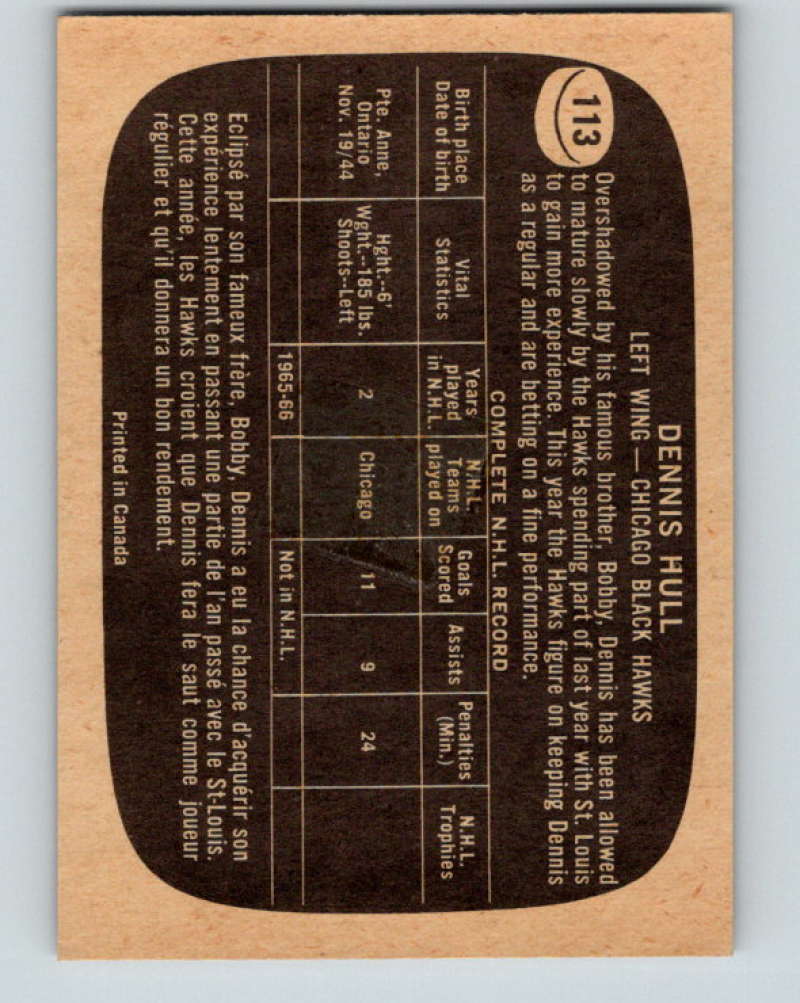 113
DENNIS HULL
LEFT WING — CHICAGO BLACK HAWKS
Overshadowed by his famous brother, Bobby, Dennis has been allowed
to mature slowly by the Hawks spending part of last year with St. Louis
to gain more experience. This year the Hawks figure on keeping Dennis
as a regular and are betting on a fine performance.
COMPLETE N.H.L. RECORD
Birth place
Date of birth
Vital
Statistics
Years
played
in N.H.L.
N.H.L.
Teams
played on
Goals
Scored
Assists
Penalties
(Min.)
N.H.L.
Trophies
Pte. Anne,
Ontario
Nov. 19/44
Hght.--6'
Wght.--185 lbs.
Shoots--Left
2
Chicago
11
9
24
1965-66
Not in N.H.L.
Eclipsé par son fameux frère, Bobby, Dennis a eu la chance d'acquérir son
expérience lentement en passant une partie de l'an passé avec le St-Louis.
Cette année, les Hawks croient que Dennis fera le saut comme joueur
régulier et qu'il donnera un bon rendement.
Printed in Canada